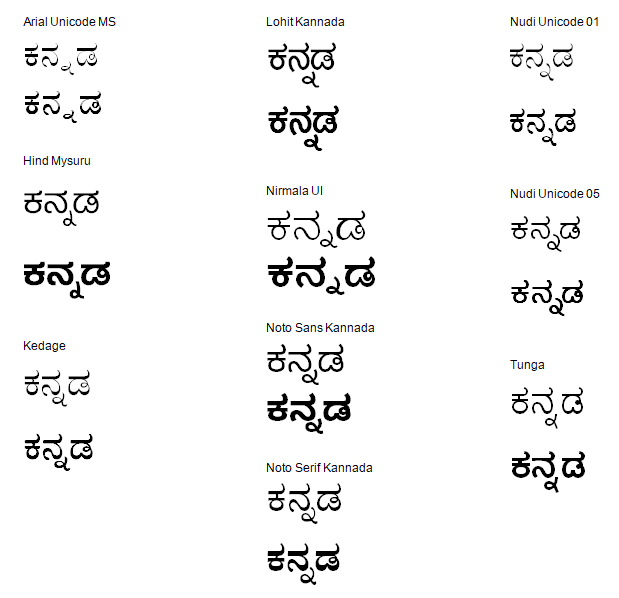 Arial Unicode MS
ಕನ್ನಡ
ಕನ್ನಡ
Hind Mysuru
ಕನ್ನಡ
ಕನ್ನಡ
Kedage
ಕನ್ನಡ
ಕನ್ನಡ
Lohit Kannada
ಕನ್ನಡ
ಕನ್ನಡ
Nirmala UI
ಕನ್ನಡ
ಕನ್ನಡ
Noto Sans Kannada
ಕನ್ನಡ
ಕನ್ನಡ
Noto Serif Kannada
ಕನ್ನಡ
ಕನ್ನಡ
Nudi Unicode 01
ಕನ್ನಡ
ಕನ್ನಡ
Nudi Unicode 05
ಕನ್ನಡ
ಕನ್ನಡ
Tunga
ಕನ್ನಡ
ಕನ್ನಡ